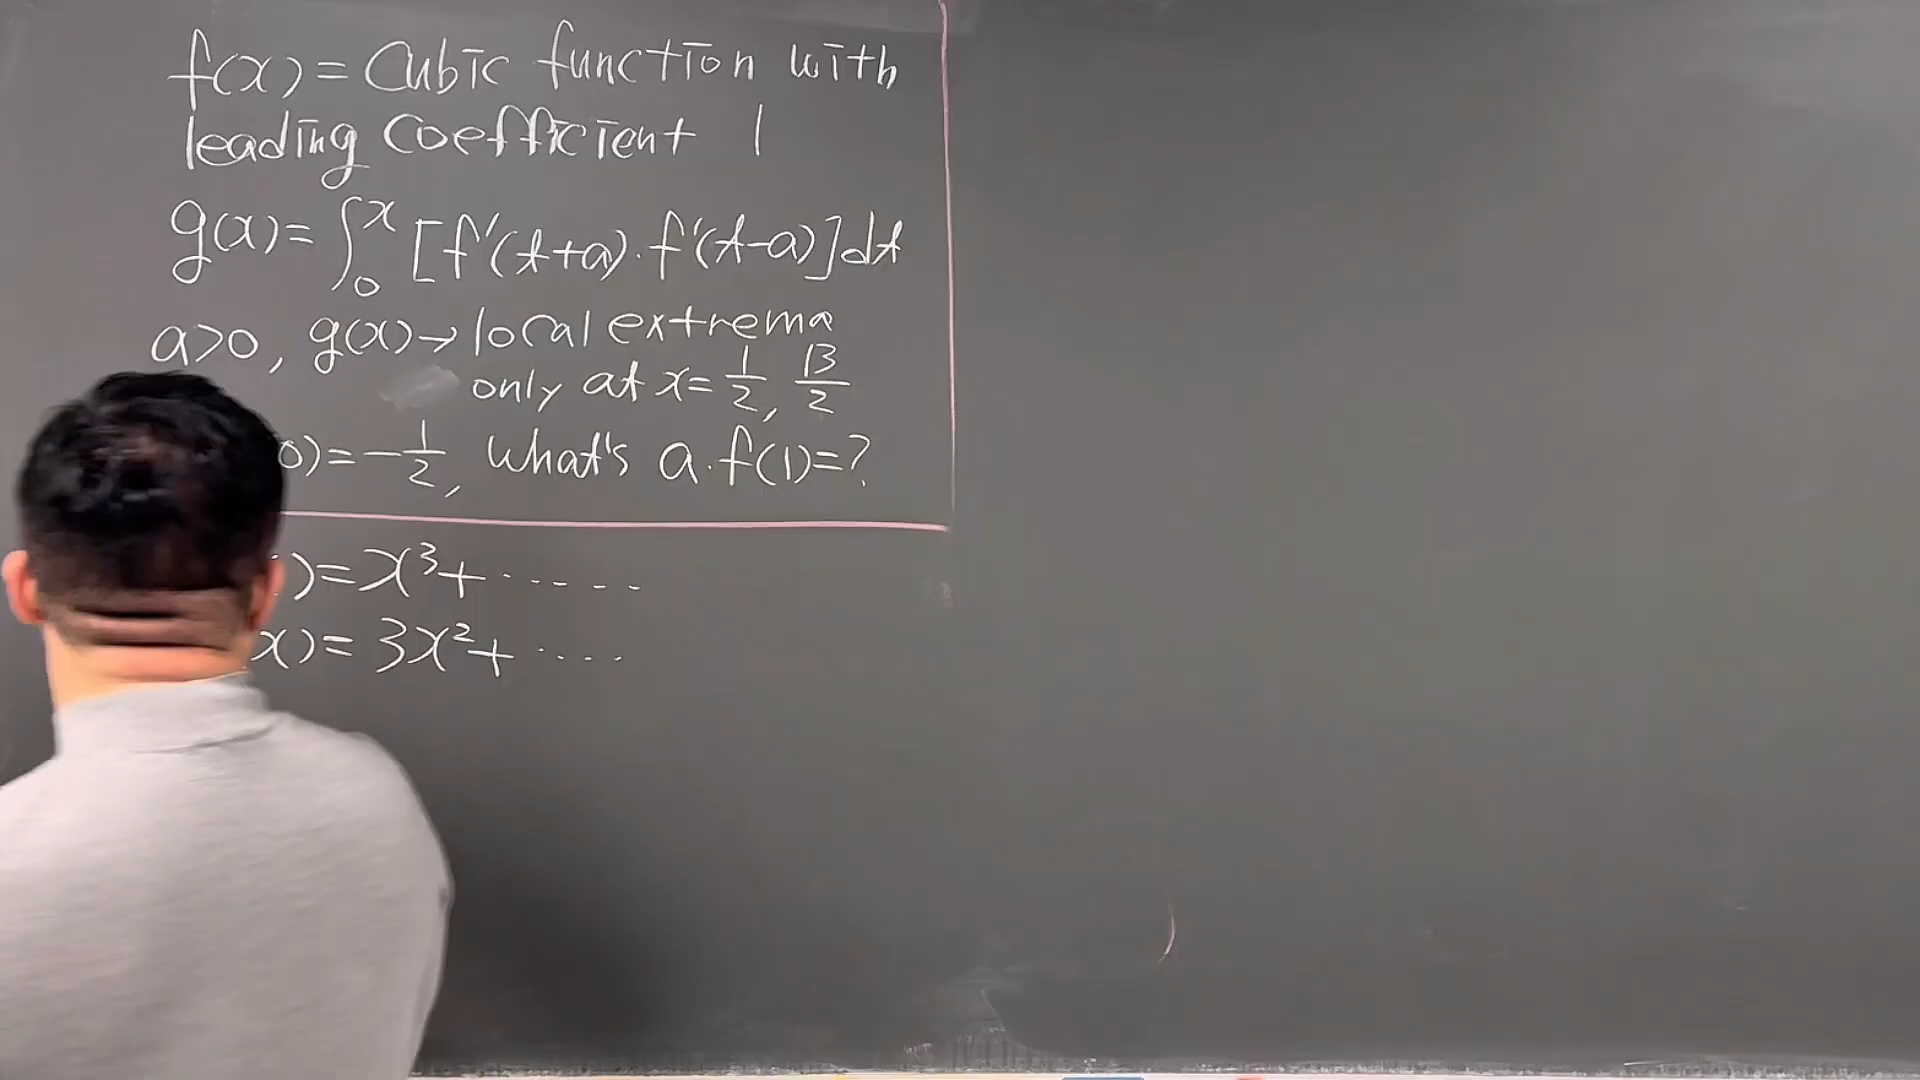 f(x)=Cubic function with
leading coefficient 1
g(x)=∫₀ˣ [f'(t+a)·f'(t-a)]dt
a>0, g(x)→local extrema
only at x=1/2, 13/2
0)=-1/2, What's a·f(1)=?
)=x³+·····
x)=3x²+····